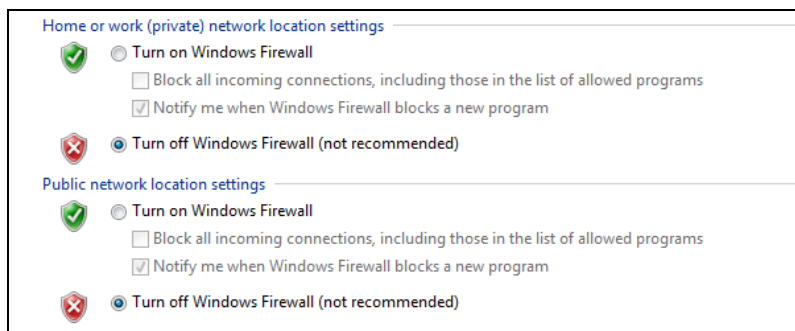 Home or work (private) network location settings
Turn on Windows Firewall
Block all incoming connections, including those in the list of allowed programs
Notify me when Windows Firewall blocks a new program
Turn off Windows Firewall (not recommended)
Public network location settings
Turn on Windows Firewall
Block all incoming connections, including those in the list of allowed programs
Notify me when Windows Firewall blocks a new program
Turn off Windows Firewall (not recommended)